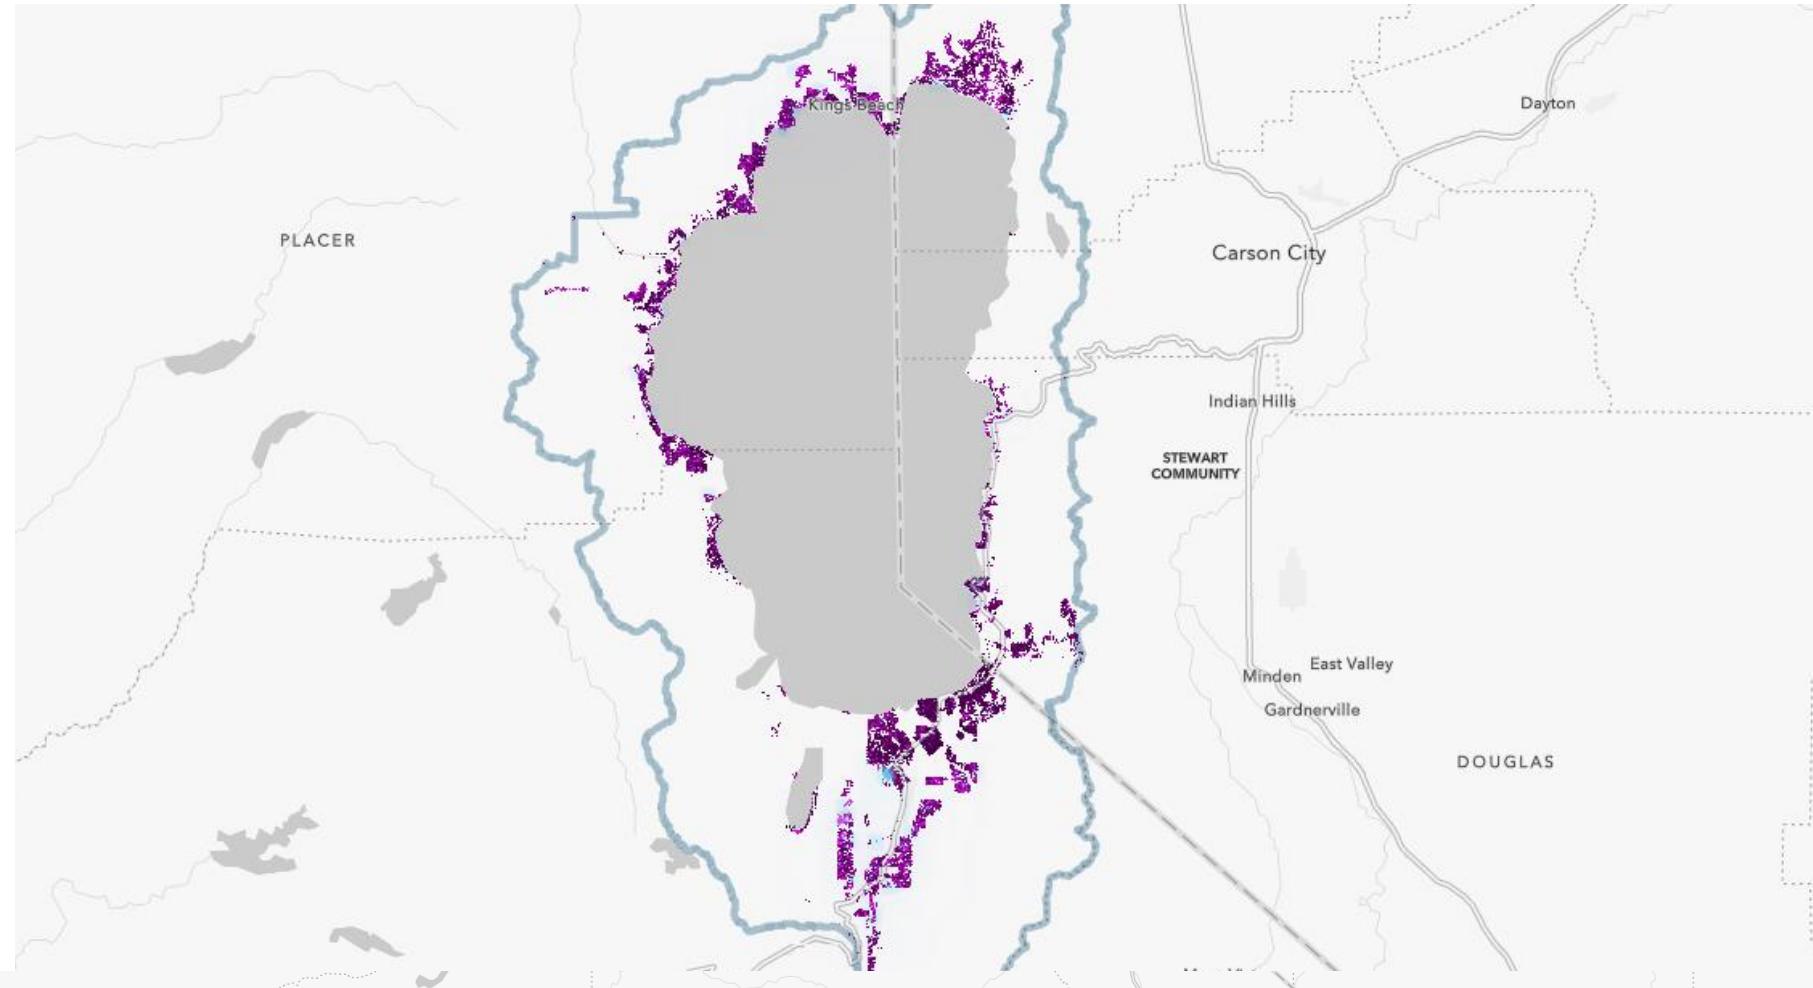 Kings Beach
Dayton
PLACER
Carson City
Indian Hills
STEWART
COMMUNITY
East Valley
Minden
Gardnerville
DOUGLAS